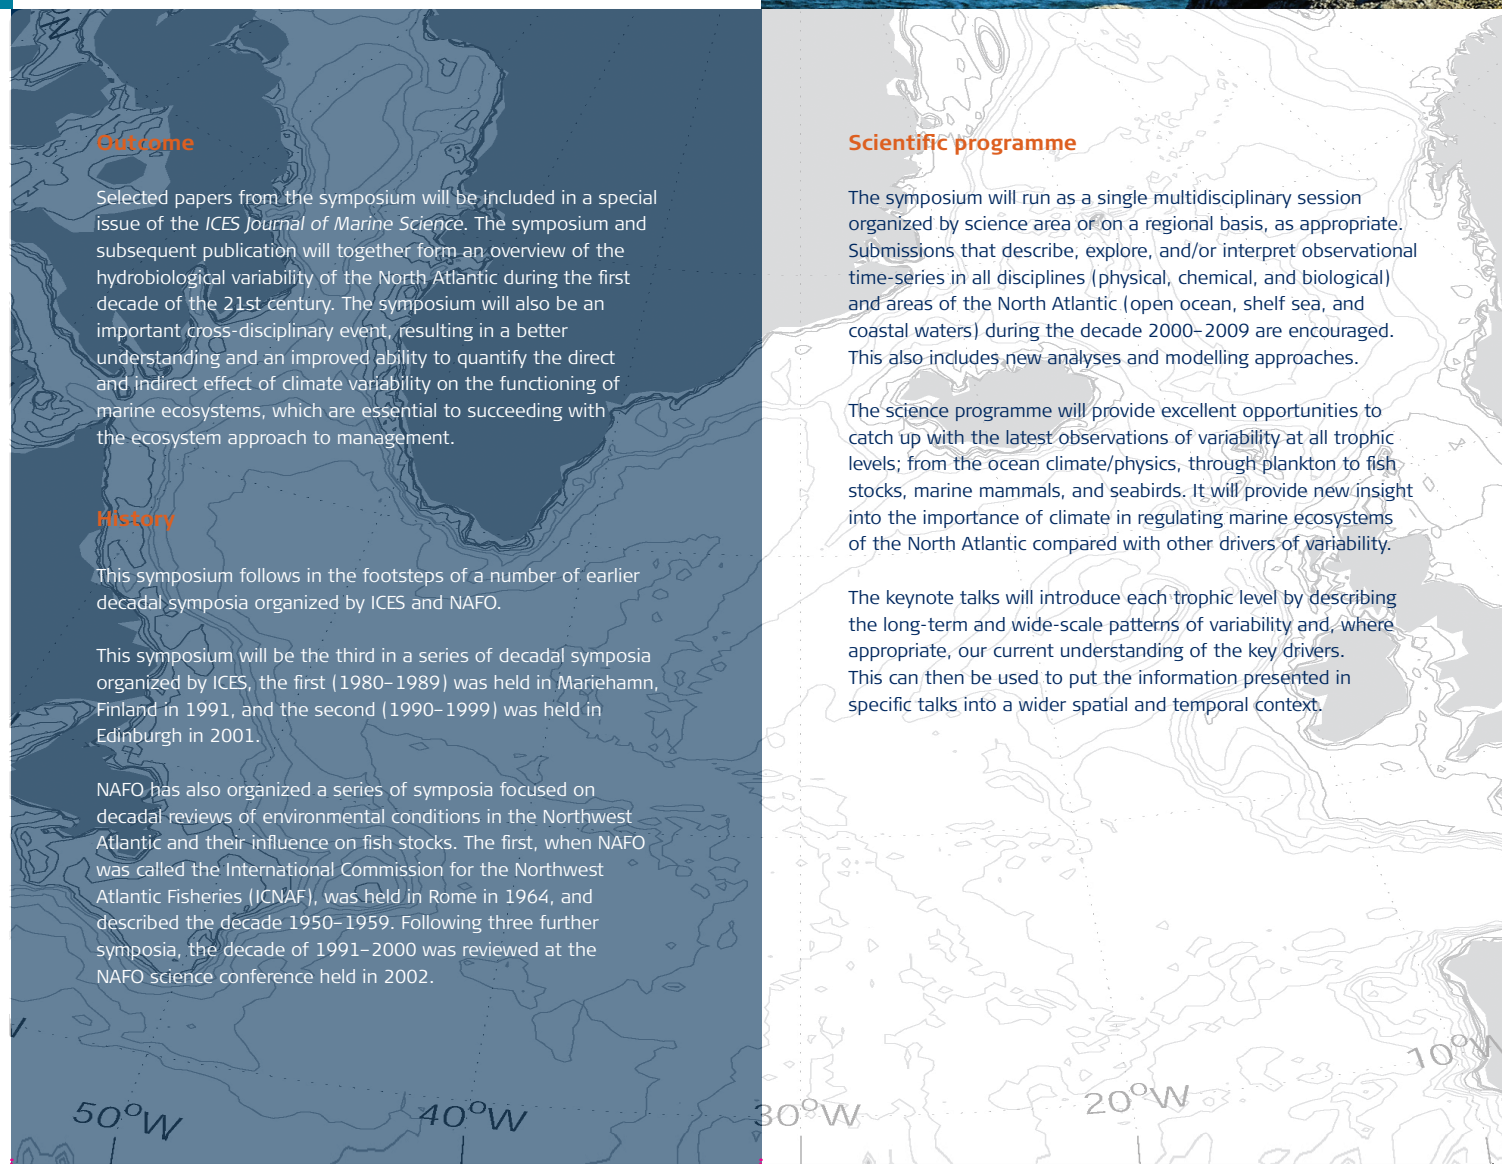 Outcome
Selected papers from the symposium will be included in a special
issue of the ICES Journal of Marine Science. The symposium and
subsequent publication will together form an overview of the
hydrobiological variability of the North Atlantic during the first
decade of the 21st century. The symposium will also be an
important cross-disciplinary event, resulting in a better
understanding and an improved ability to quantify the direct
and indirect effect of climate variability on the functioning of
marine ecosystems, which are essential to succeeding with
the ecosystem approach to management.
History
This symposium follows in the footsteps of a number of earlier
decadal symposia organized by ICES and NAFO.
This symposium will be the third in a series of decadal symposia
organized by ICES, the first (1980–1989) was held in Mariehamn,
Finland in 1991, and the second (1990–1999) was held in
Edinburgh in 2001.
NAFO has also organized a series of symposia focused on
decadal reviews of environmental conditions in the Northwest
Atlantic and their influence on fish stocks. The first, when NAFO
was called the International Commission for the Northwest
Atlantic Fisheries (ICNAF), was held in Rome in 1964, and
described the decade 1950–1959. Following three further
symposia, the decade of 1991–2000 was reviewed at the
NAFO science conference held in 2002.
Scientific programme
The symposium will run as a single multidisciplinary session
organized by science area or on a regional basis, as appropriate.
Submissions that describe, explore, and/or interpret observational
time-series in all disciplines (physical, chemical, and biological)
and areas of the North Atlantic (open ocean, shelf sea, and
coastal waters) during the decade 2000–2009 are encouraged.
This also includes new analyses and modelling approaches.
The science programme will provide excellent opportunities to
catch up with the latest observations of variability at all trophic
levels; from the ocean climate/physics, through plankton to fish
stocks, marine mammals, and seabirds. It will provide new insight
into the importance of climate in regulating marine ecosystems
of the North Atlantic compared with other drivers of variability.
The keynote talks will introduce each trophic level by describing
the long-term and wide-scale patterns of variability and, where
appropriate, our current understanding of the key drivers.
This can then be used to put the information presented in
specific talks into a wider spatial and temporal context.
50°W
40°W
30°W
20°W
10°W